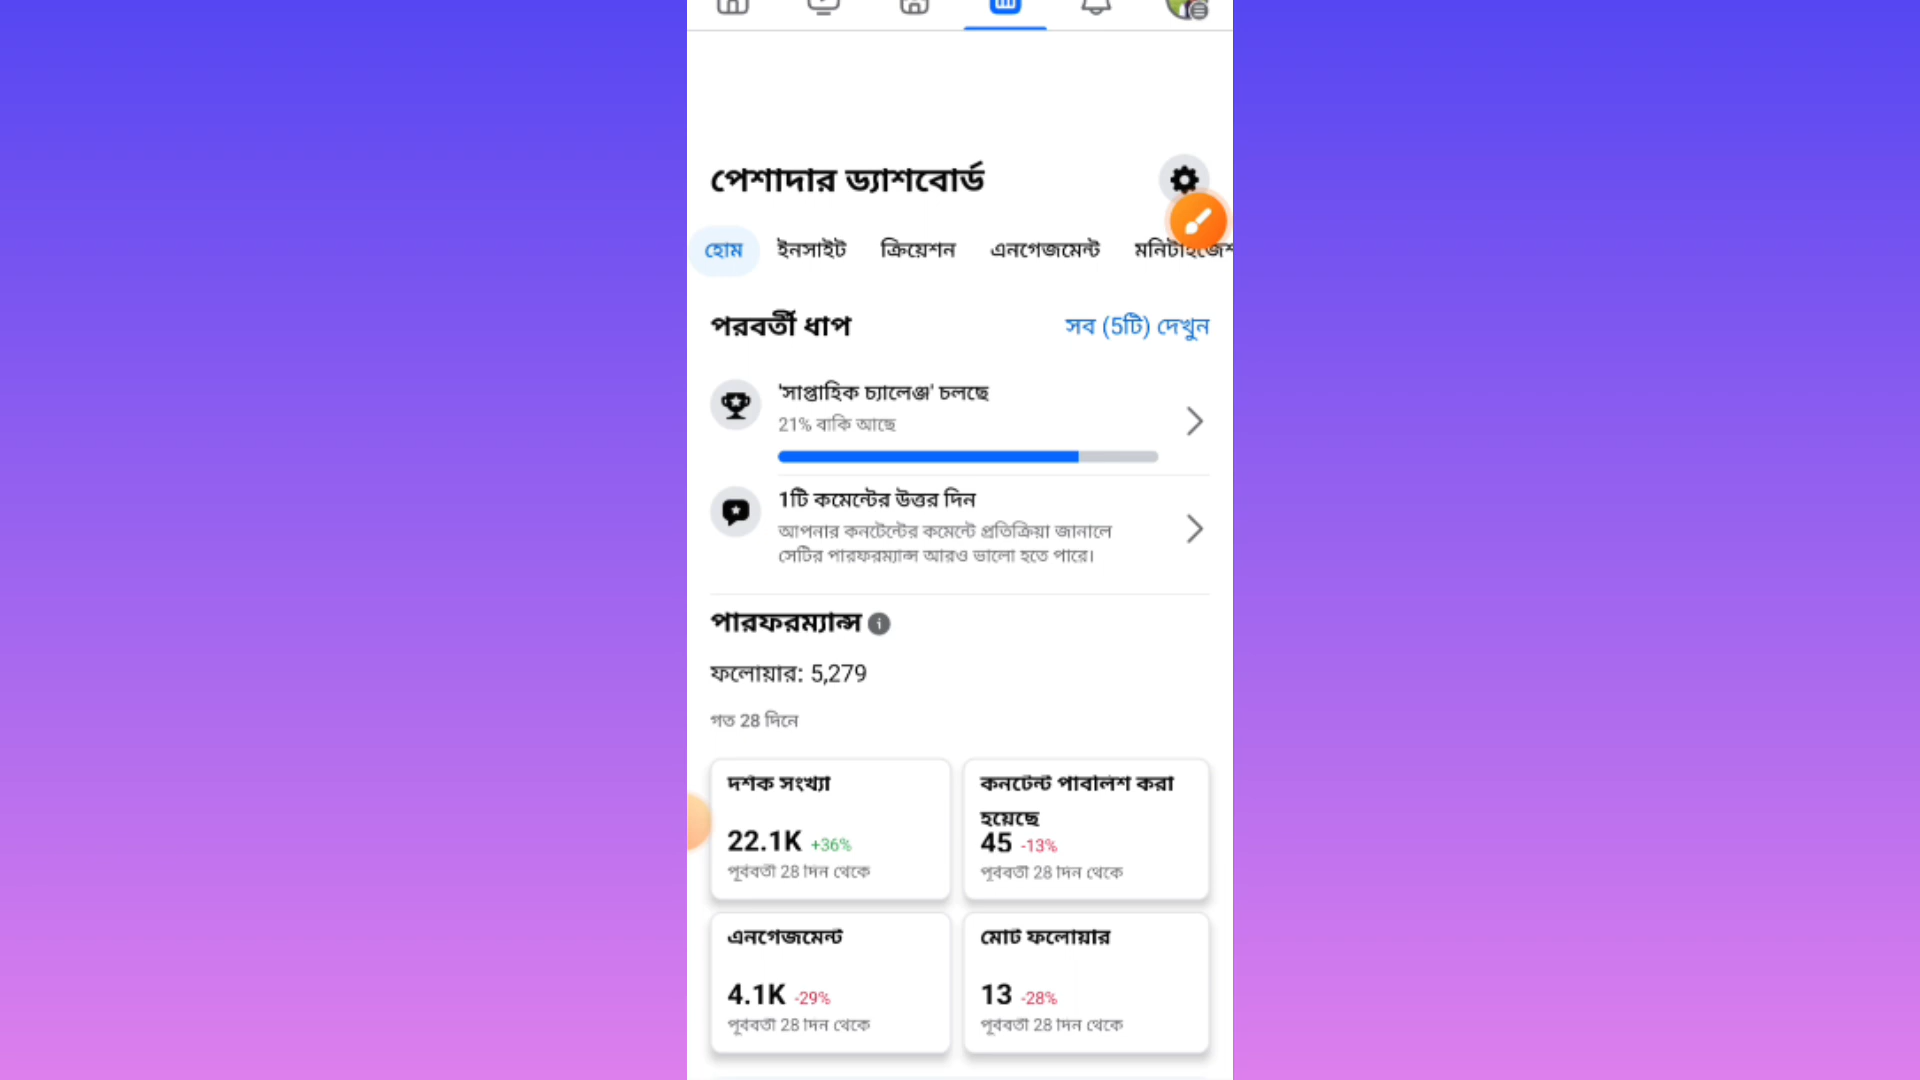 পেশাদার ড্যাশবোর্ড
হোম ইনসাইট ক্রিয়েশন এনগেজমেন্ট
পরবর্তী ধাপ সব (5টি) দেখুন
'সাপ্তাহিক চ্যালেঞ্জ' চলছে
21% বাকি আছে
1টি কমেন্টের উত্তর দিন
আপনার কনটেন্টের কমেন্টে প্রতিক্রিয়া জানালে
সেটির পারফরম্যান্স আরও ভালো হতে পারে।
পারফরম্যান্স
ফলোয়ার: 5,279
গত 28 দিনে
দর্শক সংখ্যা
22.1K +36%
পূর্ববর্তী 28 দিন থেকে
কনটেন্ট পাবলিশ করা
হয়েছে
45 -13%
পূর্ববর্তী 28 দিন থেকে
এনগেজমেন্ট
4.1K -29%
পূর্ববর্তী 28 দিন থেকে
মোট ফলোয়ার
13 -28%
পূর্ববর্তী 28 দিন থেকে